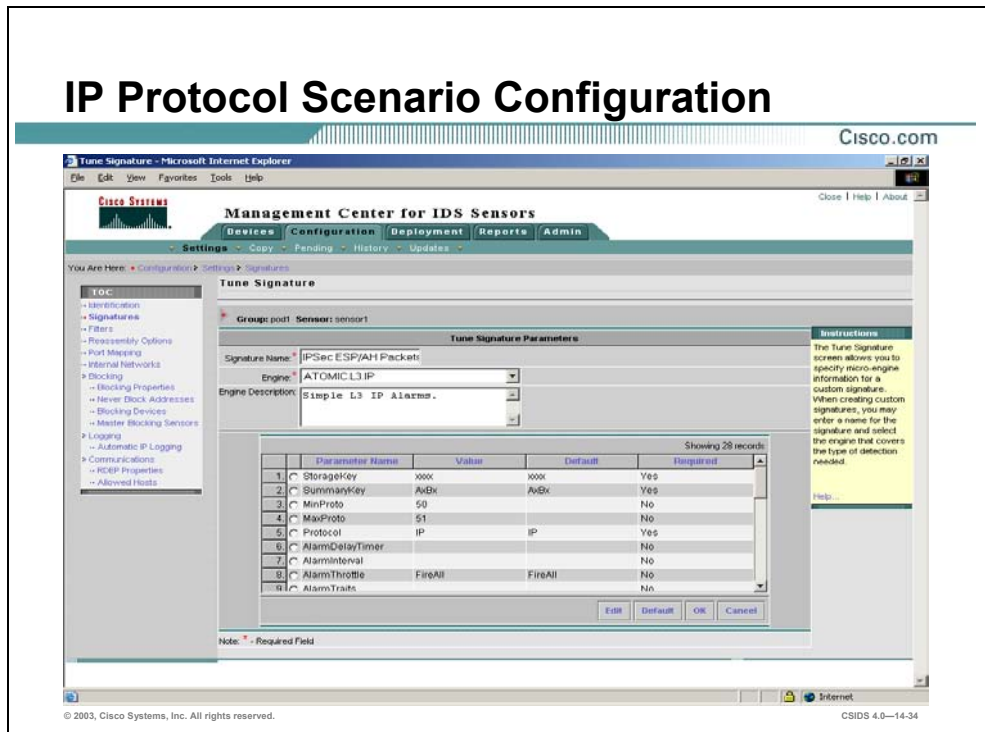 IP Protocol Scenario Configuration
Cisco.com
Tune Signature - Microsoft Internet Explorer
File Edit View Favorites Tools Help
Cisco Systems
Close | Help | About
Management Center for IDS Sensors
Devices Configuration Deployment Reports Admin
Settings Copy Pending History Updates
You Are Here: Configuration Settings Signatures
TOC
Identification
Signatures
Filters
Reassembly Options
Port Mapping
Internal Networks
Blocking
Blocking Properties
Never Block Addresses
Blocking Devices
Master Blocking Sensors
Logging
Automatic IP Logging
Communications
RDEP Properties
Allowed Hosts
Tune Signature
Group: pod1 Sensor: sensor1
Tune Signature Parameters
Signature Name:* IPSec ESP/AH Packets
Engine:* ATOMIC.L3.IP
Engine Description: Simple L3 IP Alarms.
Showing 28 records
Parameter Name Value Default Required
1. StorageKey xxxx xxxx Yes
2. SummaryKey AxBx AxBx Yes
3. MinProto 50 No
4. MaxProto 51 No
5. Protocol IP IP Yes
6. AlarmDelayTimer No
7. AlarmInterval No
8. AlarmThrottle FireAll FireAll No
9. AlarmTraits No
Edit Default OK Cancel
Note: * - Required Field
Instructions
The Tune Signature
screen allows you to
specify micro-engine
information for a
custom signature.
When creating custom
signatures, you may
enter a name for the
signature and select
the engine that covers
the type of detection
needed.
Help...
Internet
© 2003, Cisco Systems, Inc. All rights reserved.
CSIDS 4.0—14-34